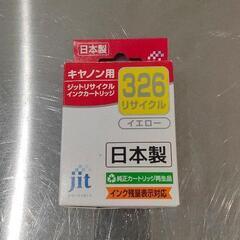 日本製
キヤノン用
ジットリサイクル
インクカートリッジ
326
リサイクル
イエロー
日本製
jit
純正カートリッジ再生品
インク残量表示対応